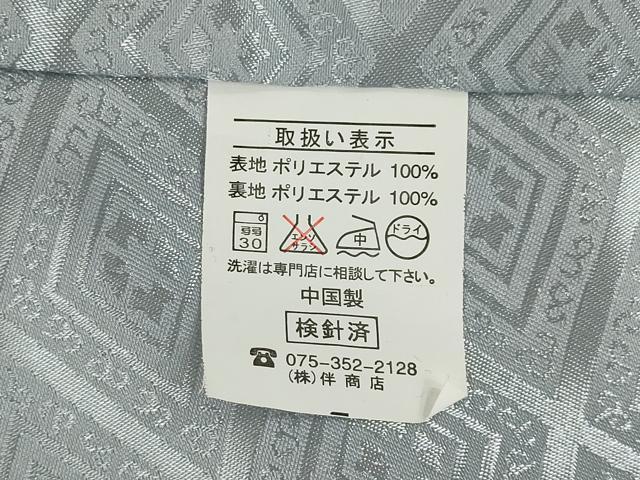 取扱い表示
表地 ポリエステル 100%
裏地 ポリエステル 100%
弱 30 エンソサラシ 中 ドライ
洗濯は専門店に相談して下さい。
中国製
検針済
☎ 075-352-2128
(株)伴商店